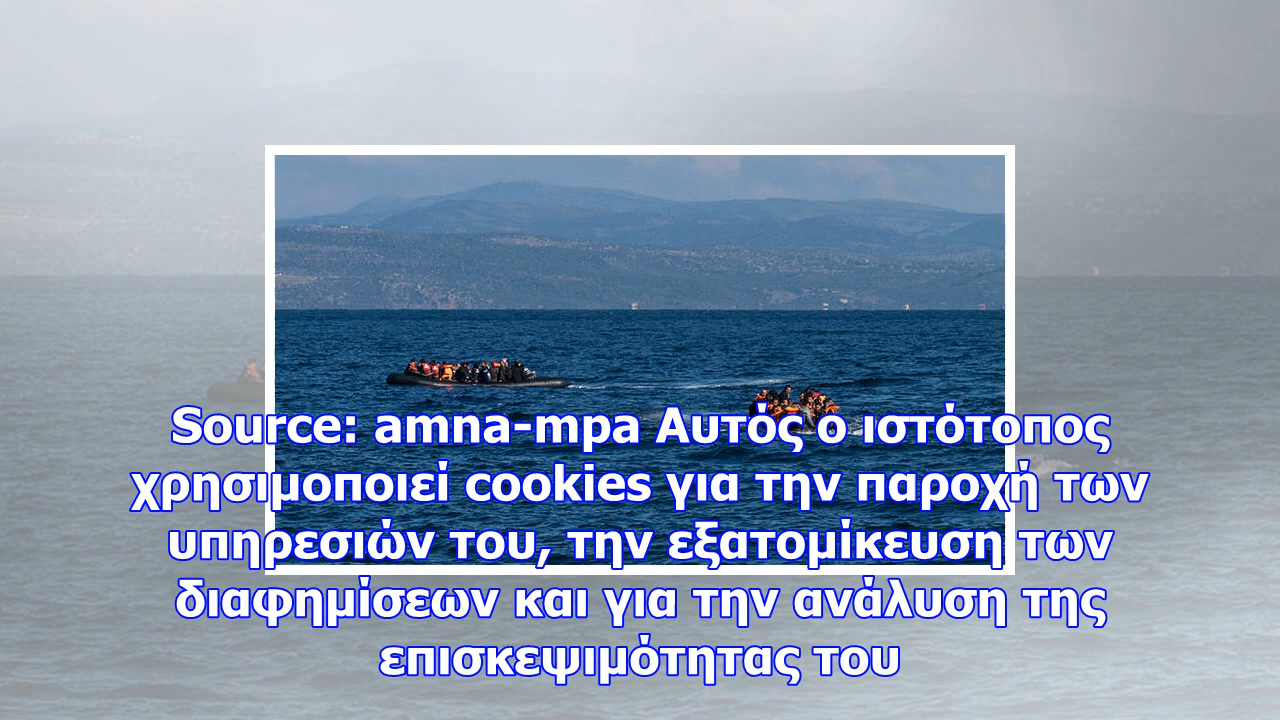 Source: amna-mpa Αυτός ο ιστότοπος
χρησιμοποιεί cookies για την παροχή των
υπηρεσιών του, την εξατομίκευση των
διαφημίσεων και για την ανάλυση της
επισκεψιμότητας του